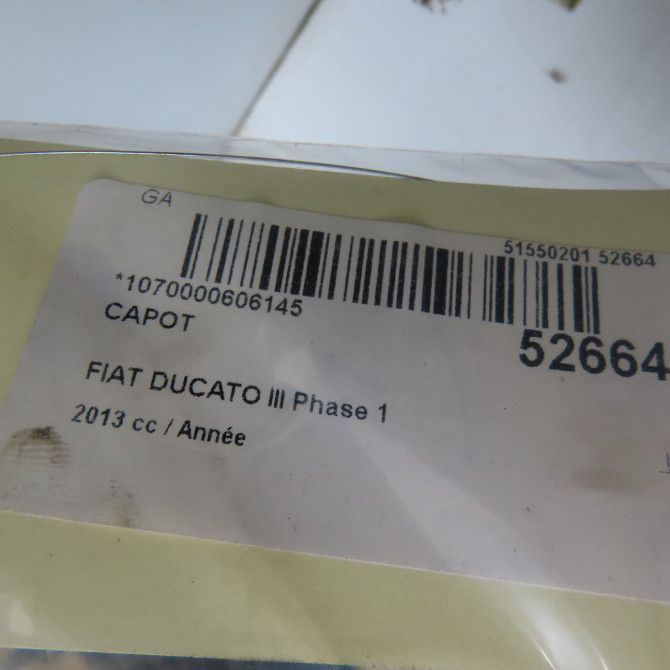 GA
51550201 52664
*1070000606145
52664
CAPOT
FIAT DUCATO III Phase 1
2013 cc / Année